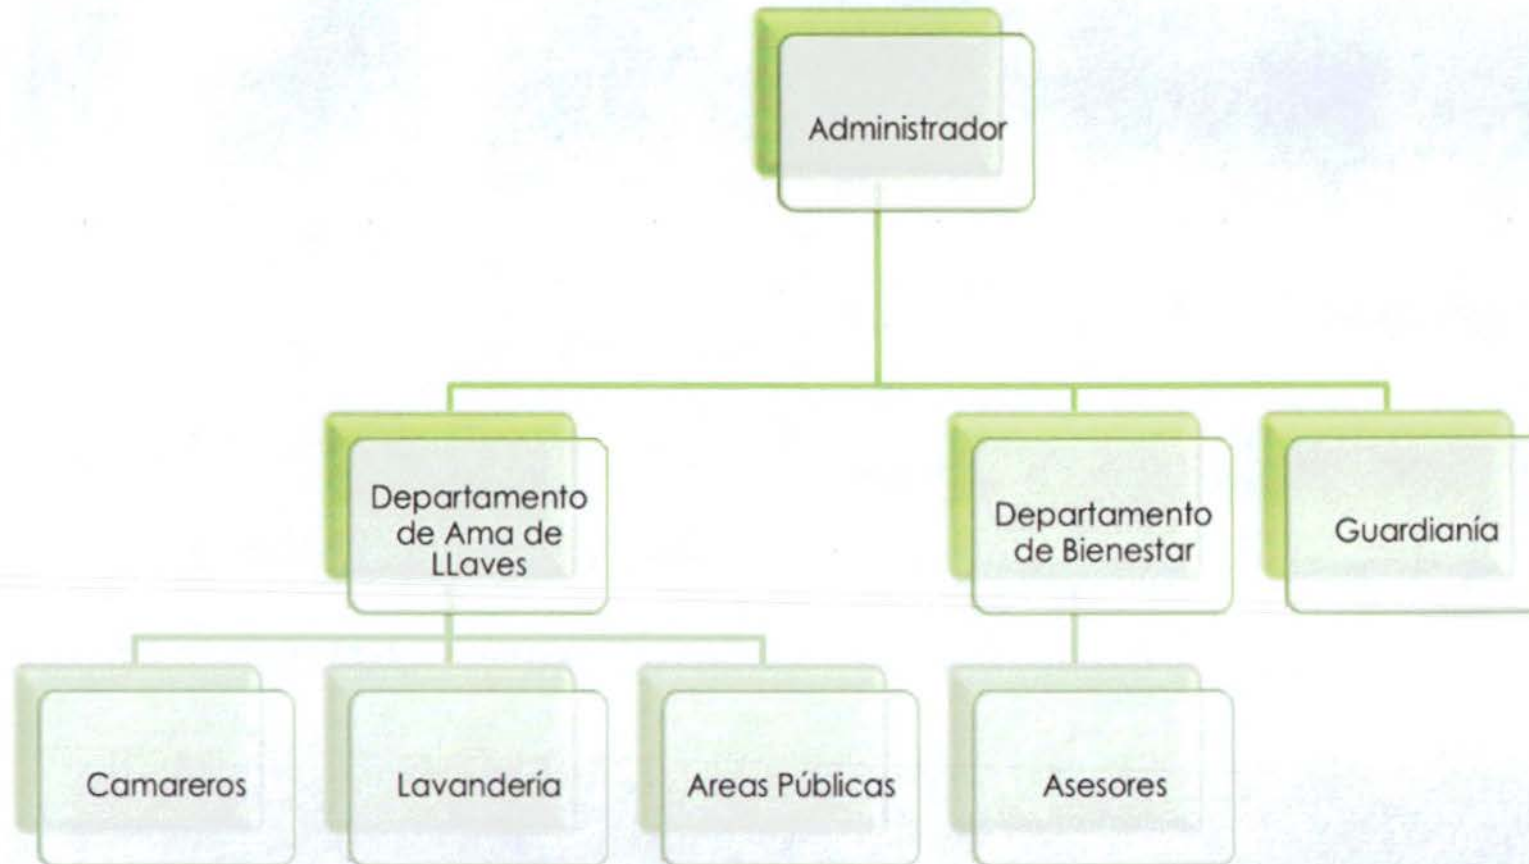 Administrador
Departamento
de Ama de
LLaves
Departamento
de Bienestar
Guardianía
Camareros
Lavandería
Areas Públicas
Asesores